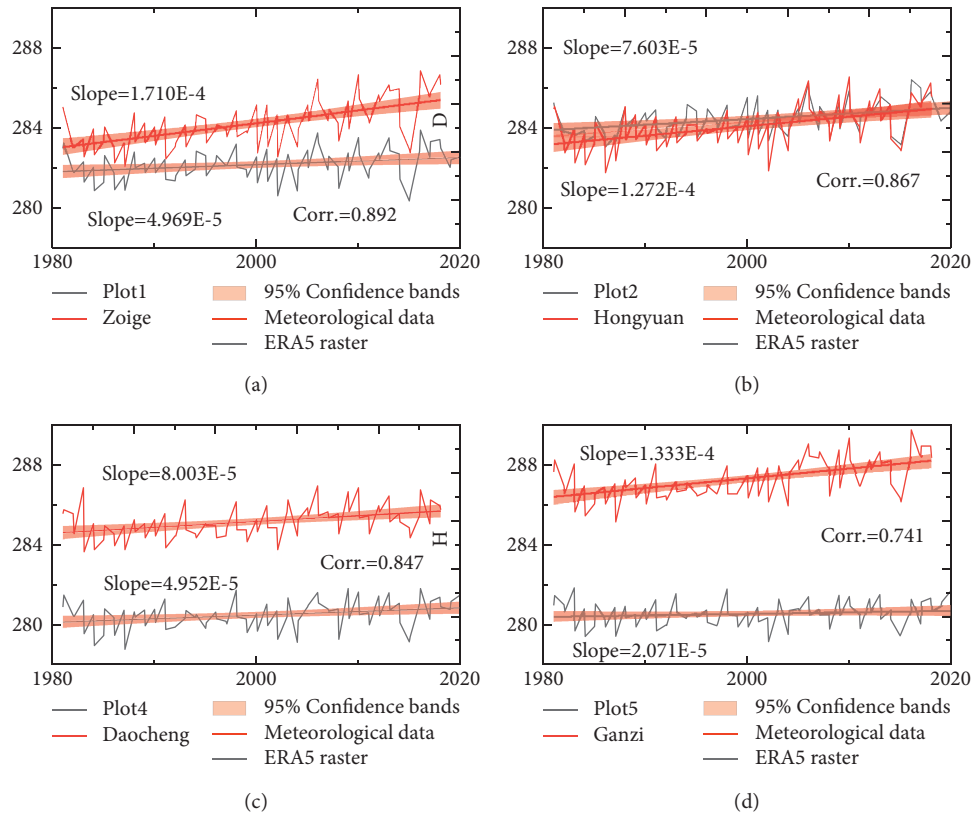 288
284
280
1980
2000
2020
Slope=1.710E-4
Slope=4.969E-5
Corr.=0.892
D
Plot1
Zoige
95% Confidence bands
Meteorological data
ERA5 raster
(a)
288
284
280
1980
2000
2020
Slope=7.603E-5
Slope=1.272E-4
Corr.=0.867
Plot2
Hongyuan
95% Confidence bands
Meteorological data
ERA5 raster
(b)
288
284
280
1980
2000
2020
Slope=8.003E-5
Slope=4.952E-5
Corr.=0.847
H
Plot4
Daocheng
95% Confidence bands
Meteorological data
ERA5 raster
(c)
288
284
280
1980
2000
2020
Slope=1.333E-4
Corr.=0.741
Slope=2.071E-5
Plot5
Ganzi
95% Confidence bands
Meteorological data
ERA5 raster
(d)